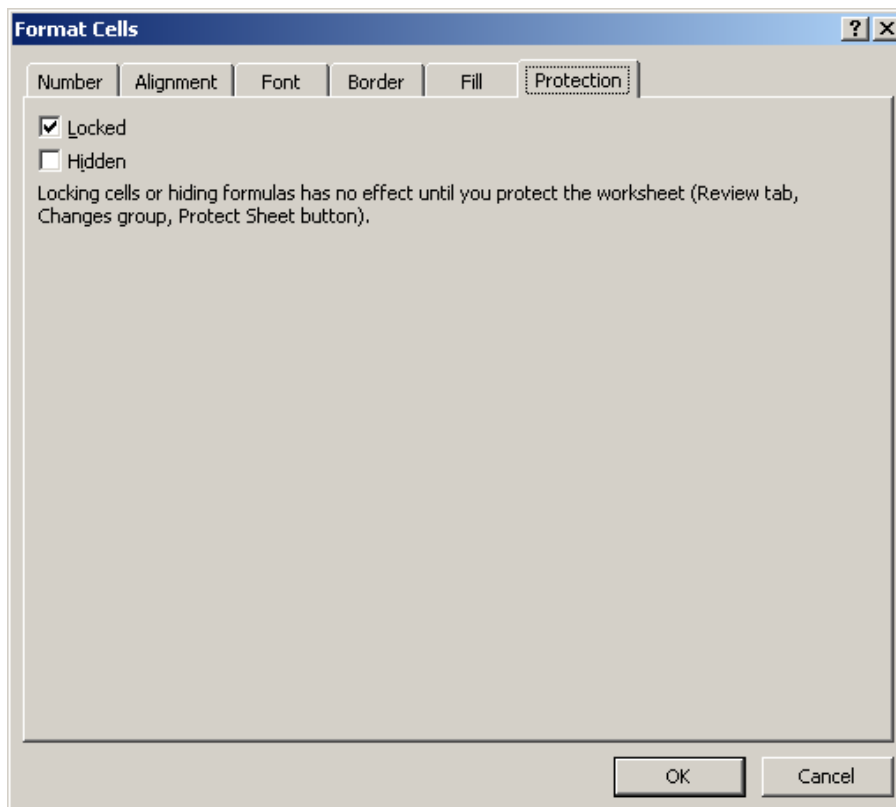 Format Cells
Number Alignment Font Border Fill Protection
Locked
Hidden
Locking cells or hiding formulas has no effect until you protect the worksheet (Review tab,
Changes group, Protect Sheet button).
OK Cancel